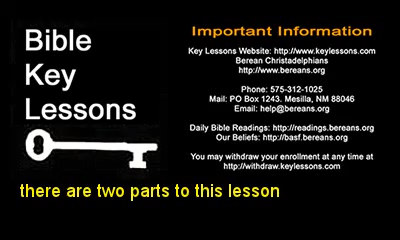 Bible
Key
Lessons
Important Information
Key Lessons Website: http://www.keylessons.com
Berean Christadelphians
http://www.bereans.org
Phone: 575-312-1025
Mail: PO Box 1243. Mesilla, NM 88046
Email: help@bereans.org
Daily Bible Readings: http://readings.bereans.org
Our Beliefs: http://basf.bereans.org
You may withdraw your enrollment at any time at
http://withdraw.keylessons.com
there are two parts to this lesson